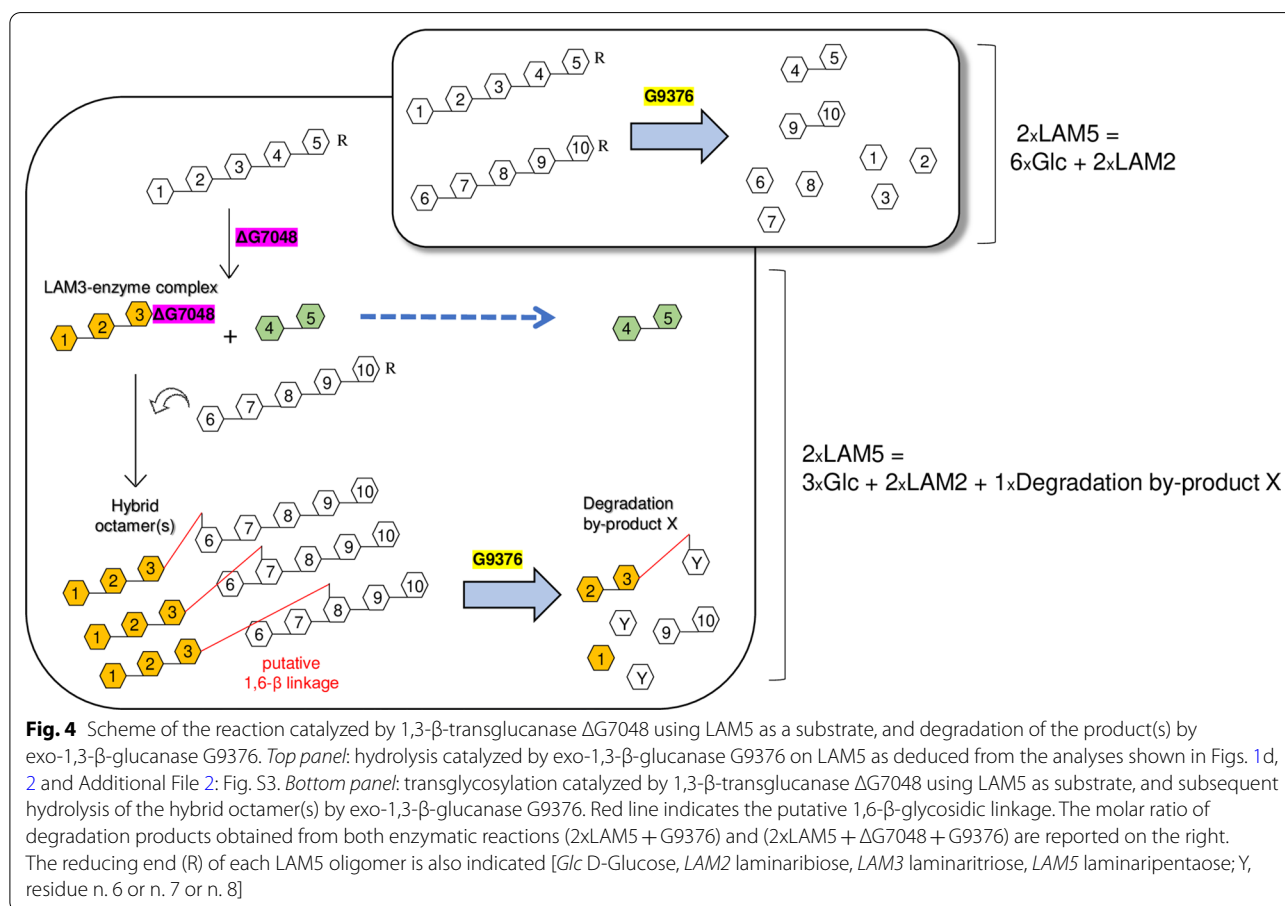 1
2
3
4
5
R
6
7
8
9
10
R
G9376
4
5
9
10
1
2
6
8
3
7
2xLAM5 =
6xGlc + 2xLAM2
1
2
3
4
5
R
ΔG7048
LAM3-enzyme complex
1
2
3
ΔG7048
+
4
5
4
5
6
7
8
9
10
R
2xLAM5 =
3xGlc + 2xLAM2 + 1xDegradation by-product X
Hybrid
octamer(s)
1
2
3
6
7
8
9
10
1
2
3
6
7
8
9
10
1
2
3
6
7
8
9
10
putative
1,6-β linkage
G9376
Degradation
by-product X
2
3
Y
Y
9
10
1
Y
Fig. 4 Scheme of the reaction catalyzed by 1,3-β-transglucanase ΔG7048 using LAM5 as a substrate, and degradation of the product(s) by
exo-1,3-β-glucanase G9376. Top panel: hydrolysis catalyzed by exo-1,3-β-glucanase G9376 on LAM5 as deduced from the analyses shown in Figs. 1d,
2 and Additional File 2: Fig. S3. Bottom panel: transglycosylation catalyzed by 1,3-β-transglucanase ΔG7048 using LAM5 as substrate, and subsequent
hydrolysis of the hybrid octamer(s) by exo-1,3-β-glucanase G9376. Red line indicates the putative 1,6-β-glycosidic linkage. The molar ratio of
degradation products obtained from both enzymatic reactions (2xLAM5 + G9376) and (2xLAM5 + ΔG7048 + G9376) are reported on the right.
The reducing end (R) of each LAM5 oligomer is also indicated [Glc D-Glucose, LAM2 laminaribiose, LAM3 laminaritriose, LAM5 laminaripentaose; Y,
residue n. 6 or n. 7 or n. 8]